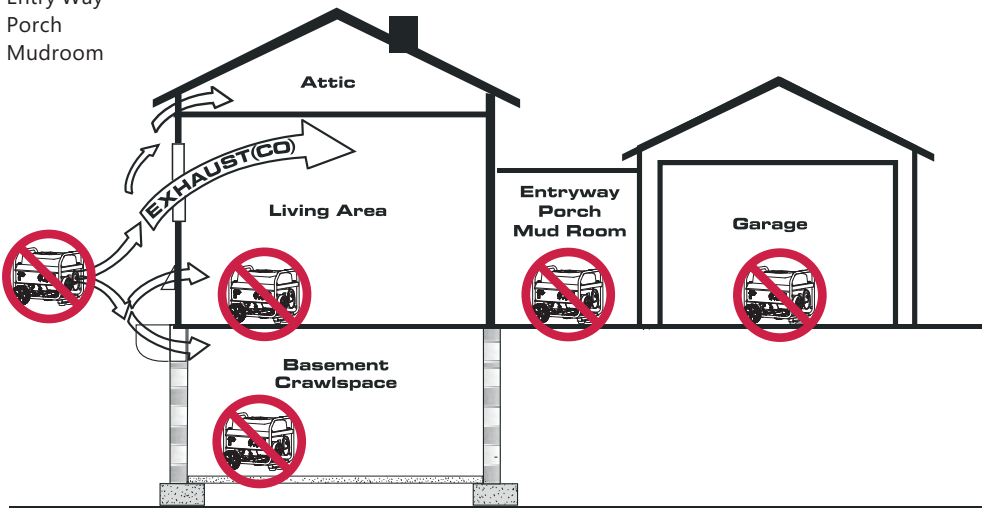 Porch
Mudroom
Attic
EXHAUST(CO)
Living Area
Entryway
Porch
Mud Room
Garage
Basement
Crawlspace